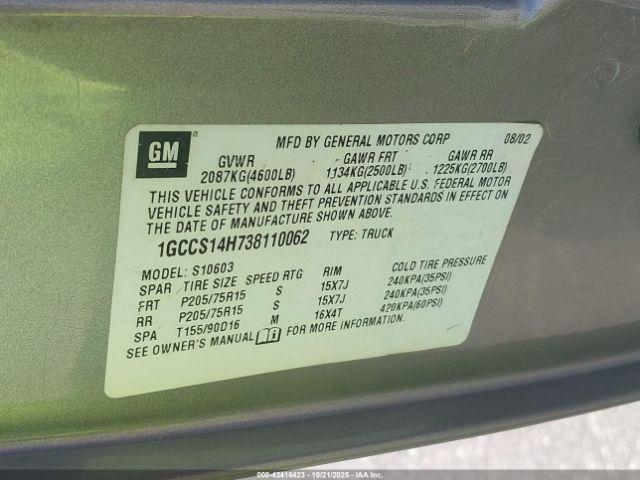 GM
MFD BY GENERAL MOTORS CORP 08/02
GVWR GAWR FRT GAWR RR
2087KG(4600LB) 1134KG(2500LB) 1225KG(2700LB)
THIS VEHICLE CONFORMS TO ALL APPLICABLE U.S. FEDERAL MOTOR
VEHICLE SAFETY AND THEFT PREVENTION STANDARDS IN EFFECT ON
THE DATE OF MANUFACTURE SHOWN ABOVE.
1GCCS14H738110062 TYPE: TRUCK
MODEL: S10603
SPAR TIRE SIZE SPEED RTG RIM COLD TIRE PRESSURE
FRT P205/75R15 S 15X7J 240KPA(35PSI)
RR P205/75R15 S 15X7J 240KPA(35PSI)
SPA T155/90D16 M 16X4T 420KPA(60PSI)
SEE OWNER'S MANUAL FOR MORE INFORMATION.
000-43416423 - 10/21/2025 - IAAI.com